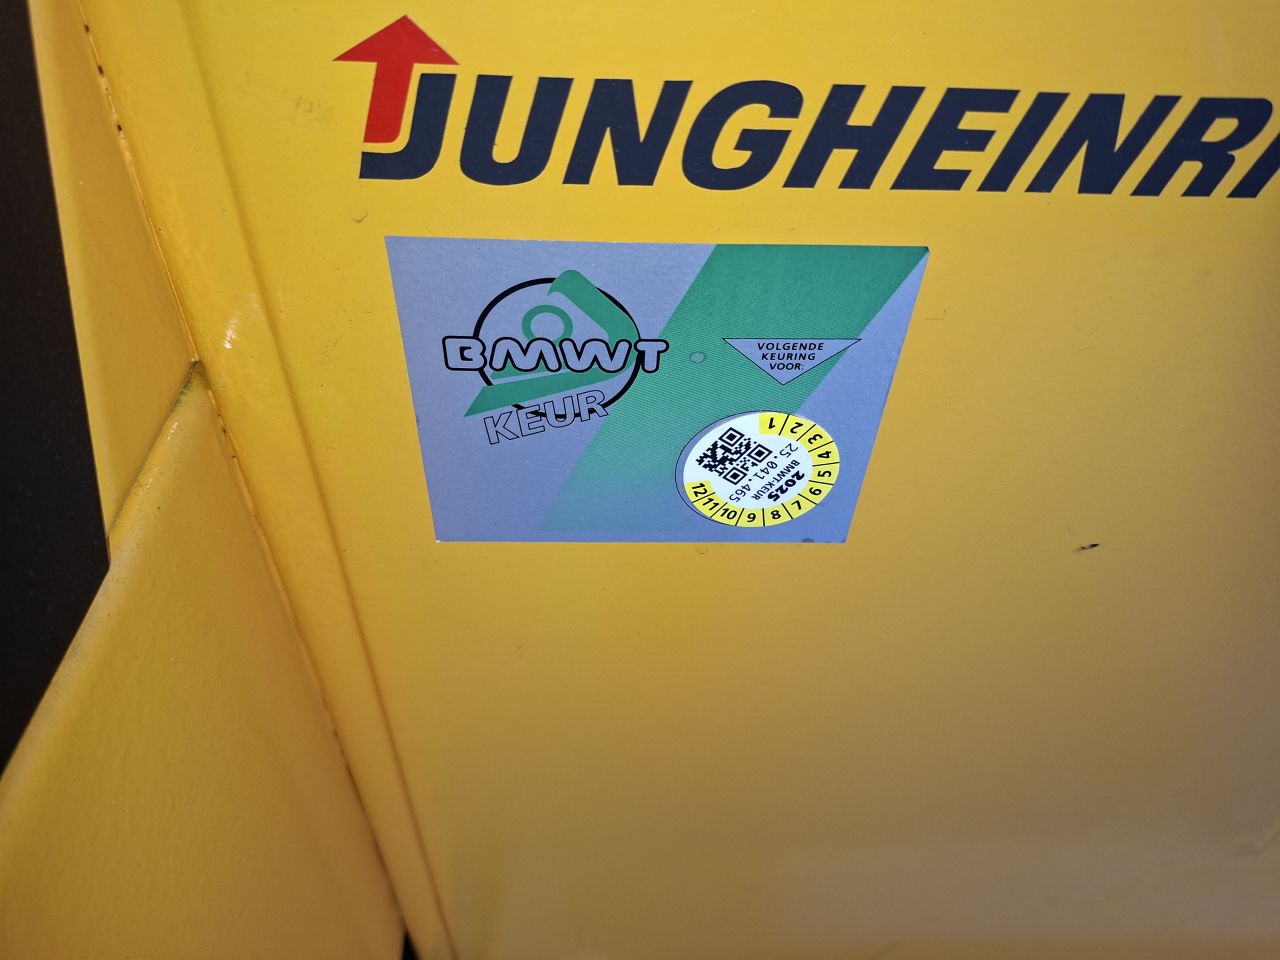 JUNGHEINR
BMWT
KEUR
VOLGENDE
KEURING
VOOR:
1 2 3 4 5 6 7 8 9 10 11 12
25.041.465
BMWT-KEUR
2025